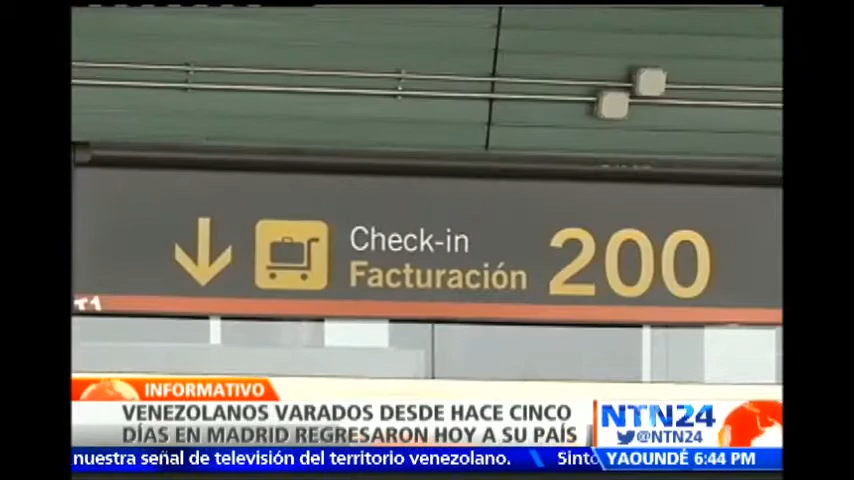 Check-in
Facturación
200
T1
INFORMATIVO
VENEZOLANOS VARADOS DESDE HACE CINCO
DÍAS EN MADRID REGRESARON HOY A SU PAÍS
NTN24
@NTN24
nuestra señal de televisión del territorio venezolano.
Sinto
YAOUNDÉ 6:44 PM